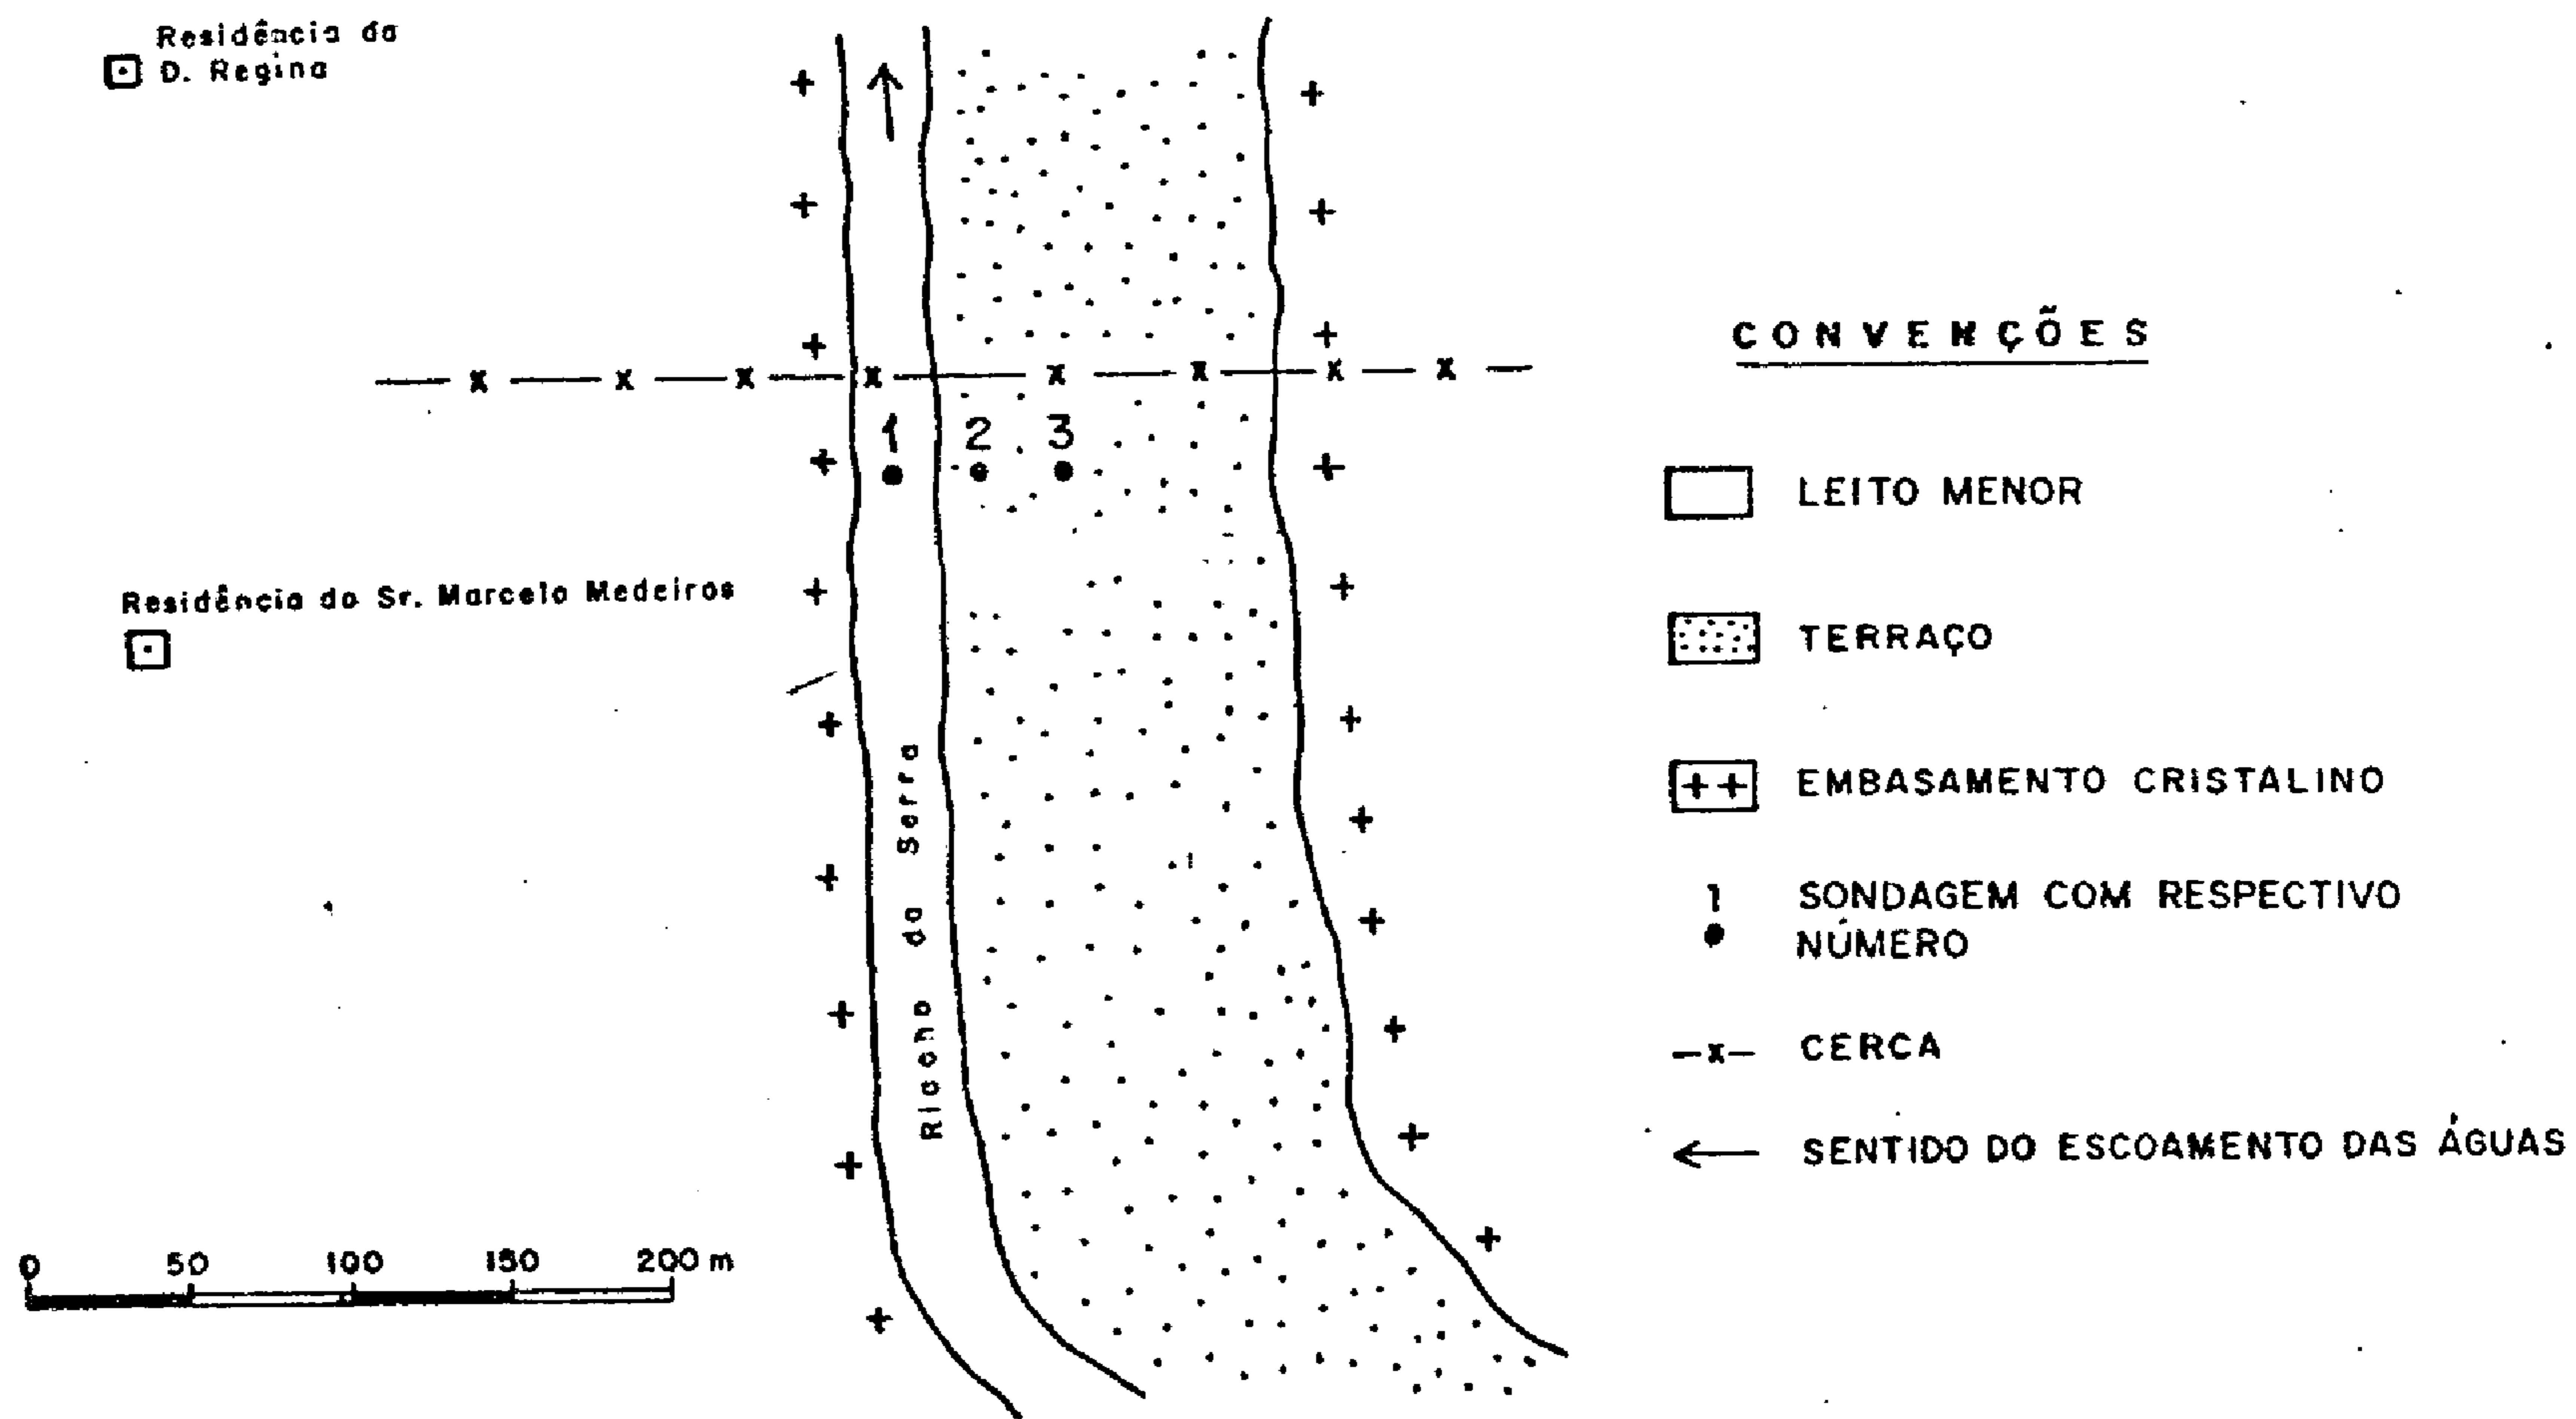 Residência da
D. Regina
1 2 3
Residência do Sr. Marcelo Medeiros
Riacho da Serra
0 50 100 150 200 m
CONVENÇÕES
LEITO MENOR
TERRAÇO
++ EMBASAMENTO CRISTALINO
1 SONDAGEM COM RESPECTIVO
NÚMERO
—x— CERCA
SENTIDO DO ESCOAMENTO DAS ÁGUAS